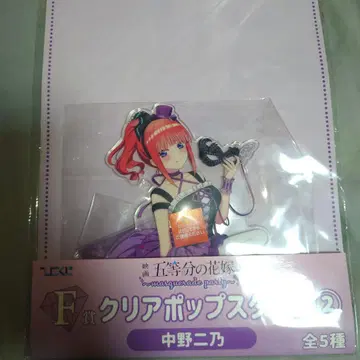 映画 五等分の花嫁
～masquerade party～
F賞 クリアポップスタ ②
中野二乃
全5種